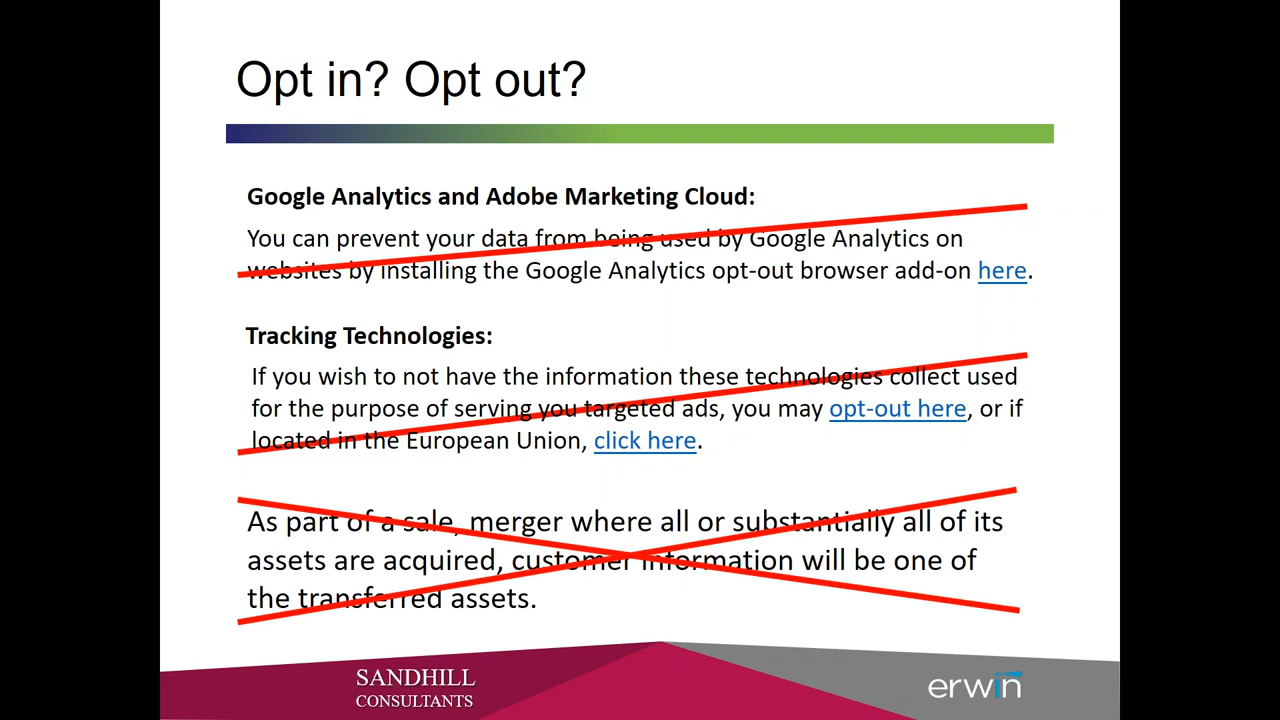 Opt in? Opt out?
Google Analytics and Adobe Marketing Cloud:
You can prevent your data from being used by Google Analytics on
websites by installing the Google Analytics opt-out browser add-on here.
Tracking Technologies:
If you wish to not have the information these technologies collect used
for the purpose of serving you targeted ads, you may opt-out here, or if
located in the European Union, click here.
As part of a sale, merger where all or substantially all of its
assets are acquired, customer information will be one of
the transferred assets.
SANDHILL
CONSULTANTS
erwin